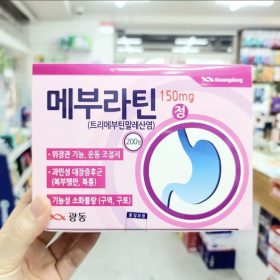 Kwangdong
메부라틴 150mg
정
(트리메부틴말레산염)
200정
· 위장관 기능, 운동 조절제
· 과민성 대장증후군
(복부팽만, 복통)
· 기능성 소화불량 (구역, 구토)
광동